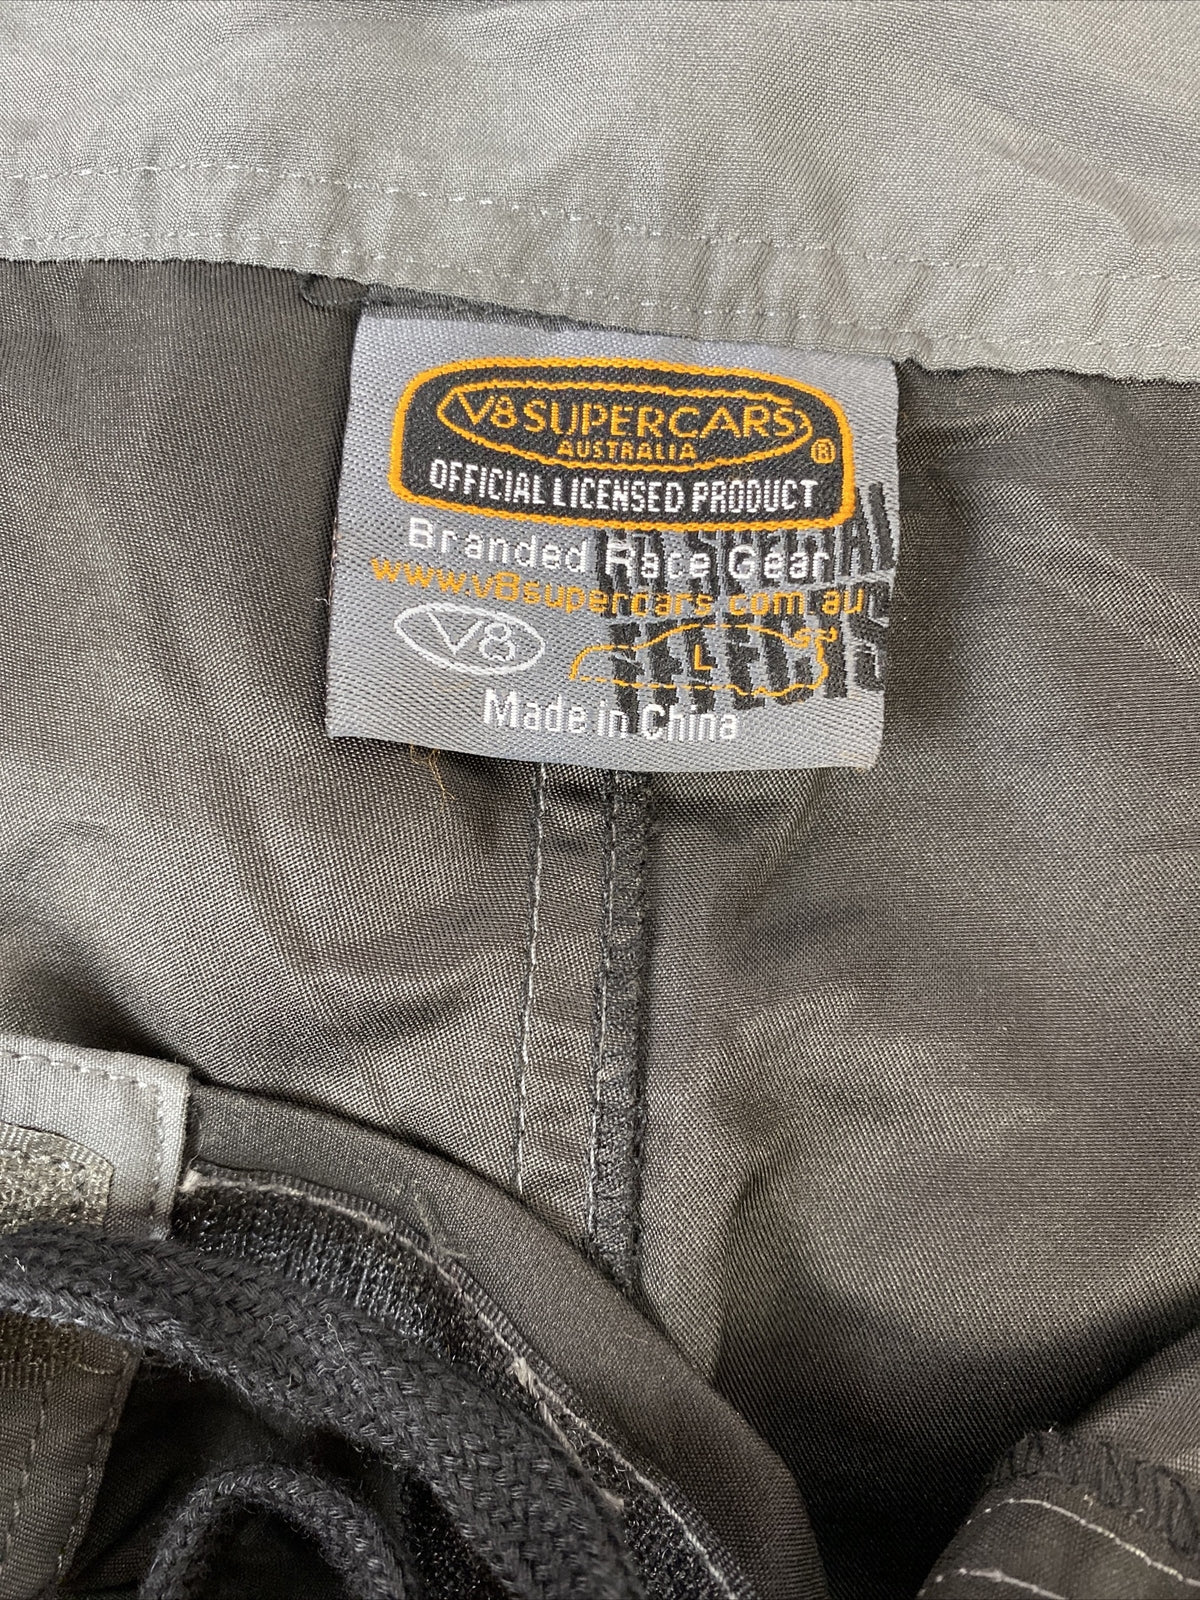 V8 SUPERCARS
AUSTRALIA
®
OFFICIAL LICENSED PRODUCT
Branded Race Gear
www.v8supercars.com.au
V8
L
Made in China